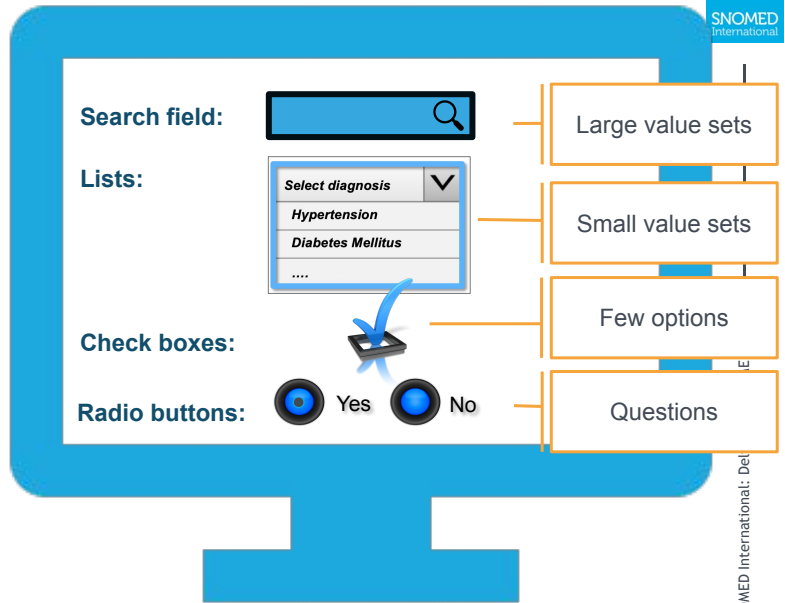 SNOMED
International
Search field:
Large value sets
Lists:
Select diagnosis
Hypertension
Diabetes Mellitus
....
Small value sets
Check boxes:
Few options
Radio buttons:
Yes
No
Questions
MED International: Del
AE